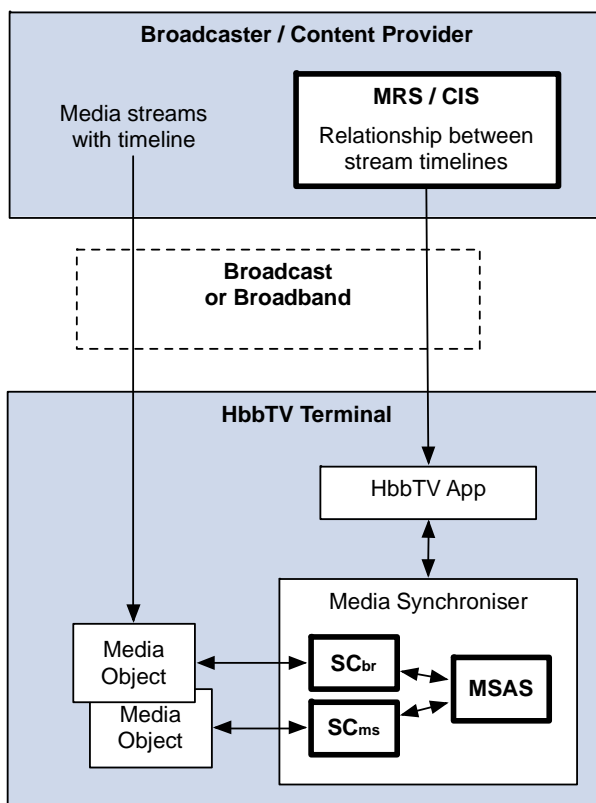 Broadcaster / Content Provider
Media streams
with timeline
MRS / CIS
Relationship between
stream timelines
Broadcast
or Broadband
HbbTV Terminal
HbbTV App
Media Synchroniser
Media
Object
Media
Object
SCbr
SCms
MSAS